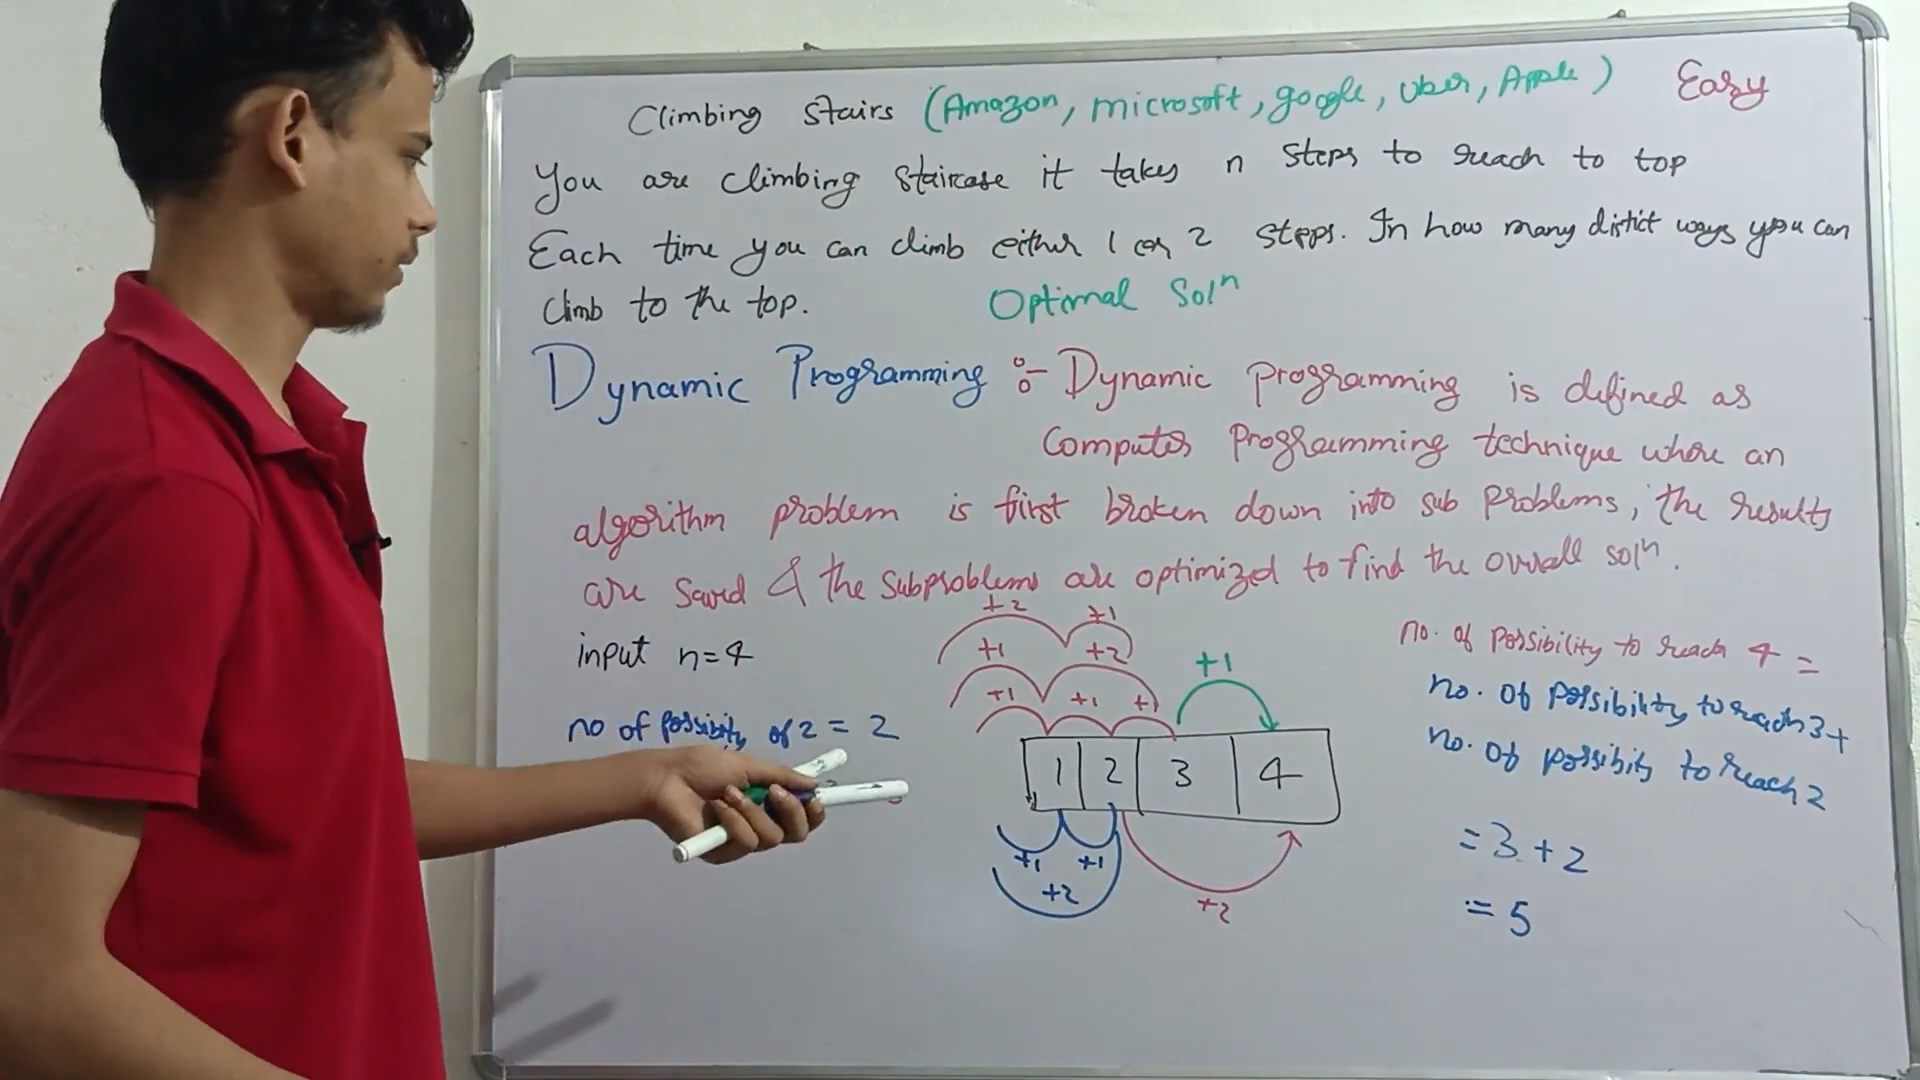 Climbing Stairs (Amazon, microsoft, google, Uber, Apple) Easy
You are climbing staircase it takes n steps to reach to top
Each time you can climb either 1 or 2 steps. In how many distict ways you can
climb to the top. Optimal Solⁿ
Dynamic Programming :- Dynamic programming is defined as
Computer Programming technique where an
algorithm problem is first broken down into sub problems, the results
are saved & the subproblems are optimized to find the overall solⁿ.
+2 +1
input n=4
+1 +2
+1 +1 +1
+1
no of possibity of 2 = 2
1 2 3 4
+1 +1
+2
+2
no. of possibility to reach 4 =
no. of possibility to reach 3 +
no. of possibity to reach 2
= 3 + 2
= 5